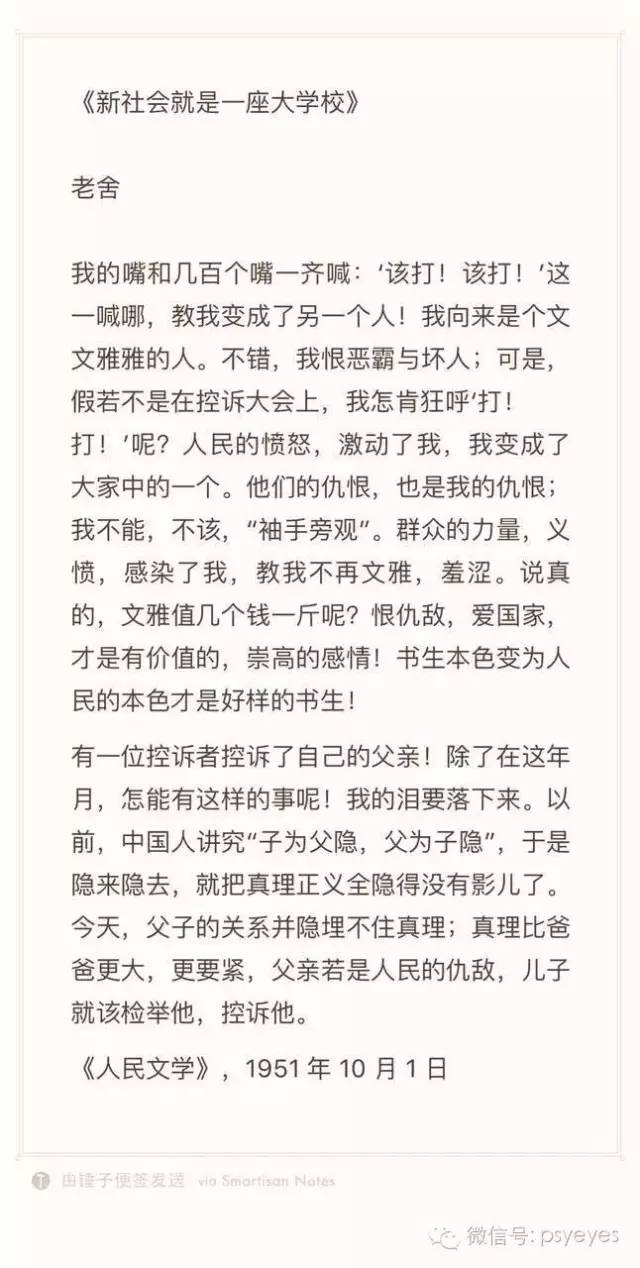 《新社会就是一座大学校》
老舍
我的嘴和几百个嘴一齐喊：‘该打！该打！’这
一喊哪，教我变成了另一个人！我向来是个文
文雅雅的人。不错，我恨恶霸与坏人；可是，
假若不是在控诉大会上，我怎肯狂呼‘打！
打！’呢？人民的愤怒，激动了我，我变成了
大家中的一个。他们的仇恨，也是我的仇恨；
我不能，不该，“袖手旁观”。群众的力量，义
愤，感染了我，教我不再文雅，羞涩。说真
的，文雅值几个钱一斤呢？恨仇敌，爱国家，
才是有价值的，崇高的感情！书生本色变为人
民的本色才是好样的书生！
有一位控诉者控诉了自己的父亲！除了在这年
月，怎能有这样的事呢！我的泪要落下来。以
前，中国人讲究“子为父隐，父为子隐”，于是
隐来隐去，就把真理正义全隐得没有影儿了。
今天，父子的关系并隐埋不住真理；真理比爸
爸更大，更要紧，父亲若是人民的仇敌，儿子
就该检举他，控诉他。
《人民文学》，1951 年 10 月 1 日
T 由锤子便签发送 via Smartisan Notes
微信号: psyeyes